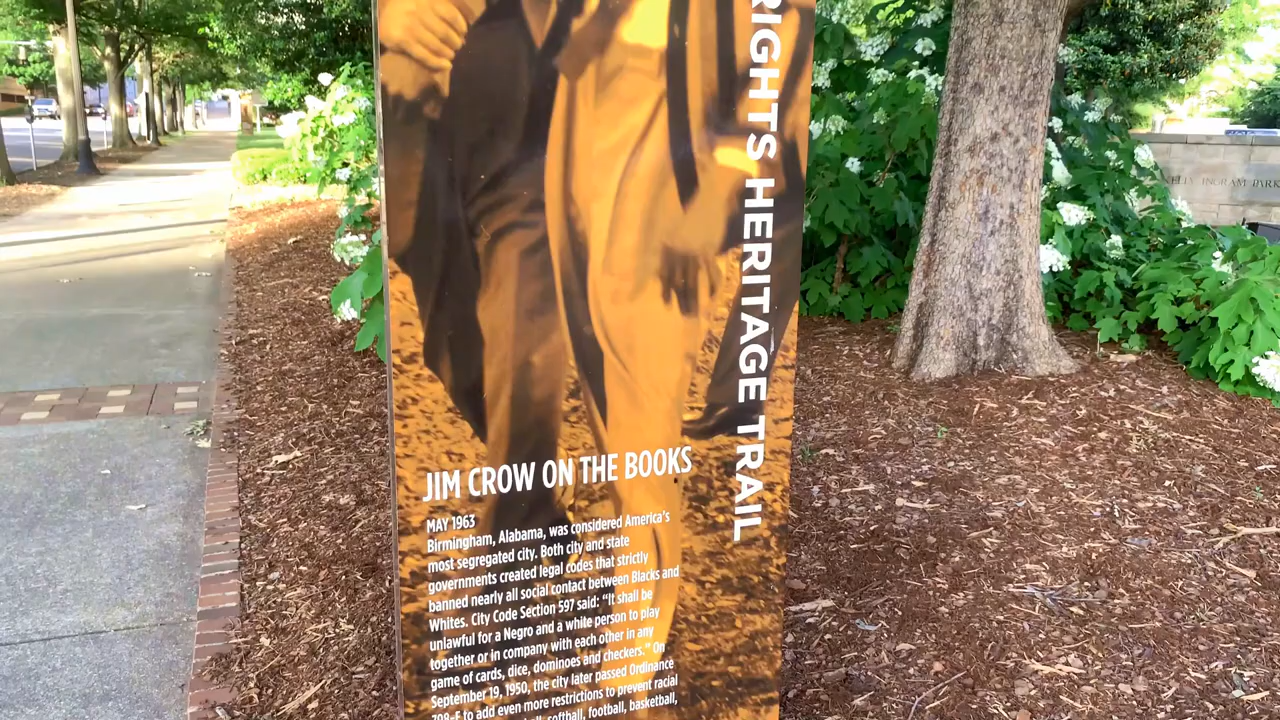 RIGHTS HERITAGE TRAIL
JIM CROW ON THE BOOKS
MAY 1963
Birmingham, Alabama, was considered America's
most segregated city. Both city and state
governments created legal codes that strictly
banned nearly all social contact between Blacks and
Whites. City Code Section 597 said: “It shall be
unlawful for a Negro and a white person to play
together or in company with each other in any
game of cards, dice, dominoes and checkers.” On
September 19, 1950, the city later passed Ordinance
798-F to add even more restrictions to prevent racial
softball, football, basketball,
INGRAM PARK